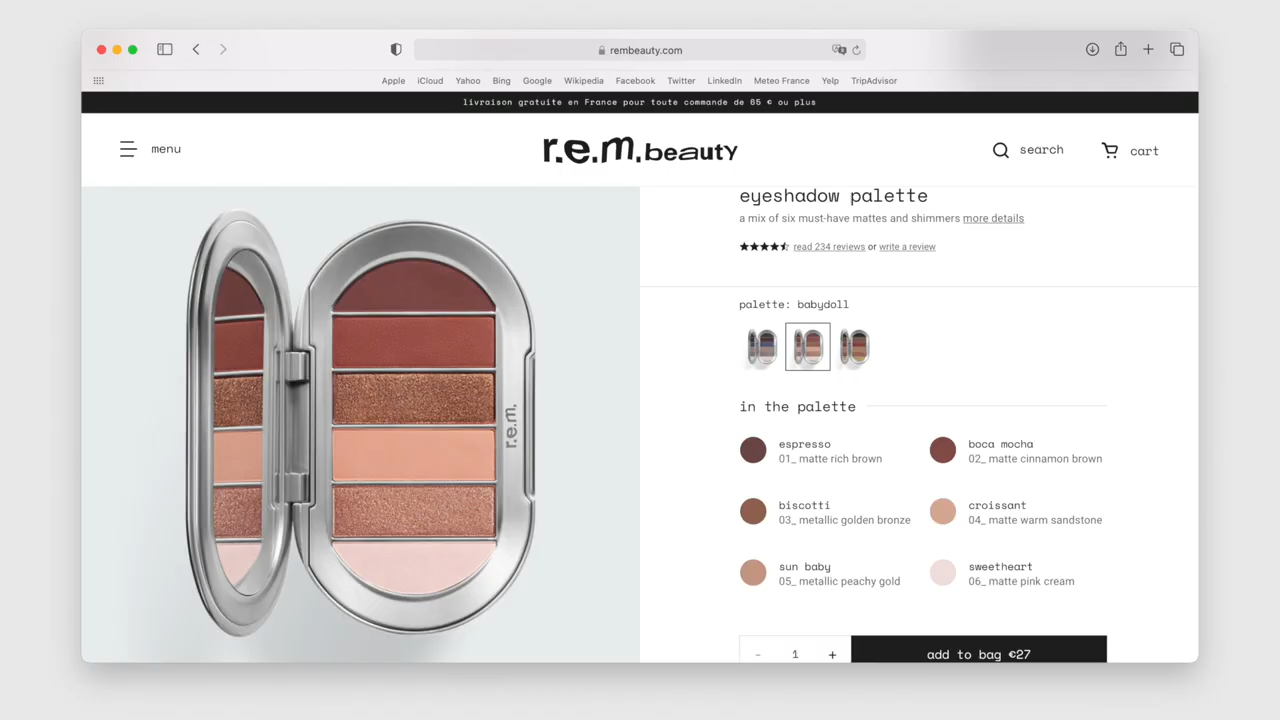 rembeauty.com
Apple iCloud Yahoo Bing Google Wikipedia Facebook Twitter LinkedIn Meteo France Yelp TripAdvisor
livraison gratuite en France pour toute commande de 65 € ou plus
menu
r.e.m.beauty
search
cart
eyeshadow palette
a mix of six must-have mattes and shimmers more details
read 234 reviews or write a review
palette: babydoll
r.e.m.
in the palette
espresso
01_ matte rich brown
boca mocha
02_ matte cinnamon brown
biscotti
03_ metallic golden bronze
croissant
04_ matte warm sandstone
sun baby
05_ metallic peachy gold
sweetheart
06_ matte pink cream
- 1 +
add to bag €27